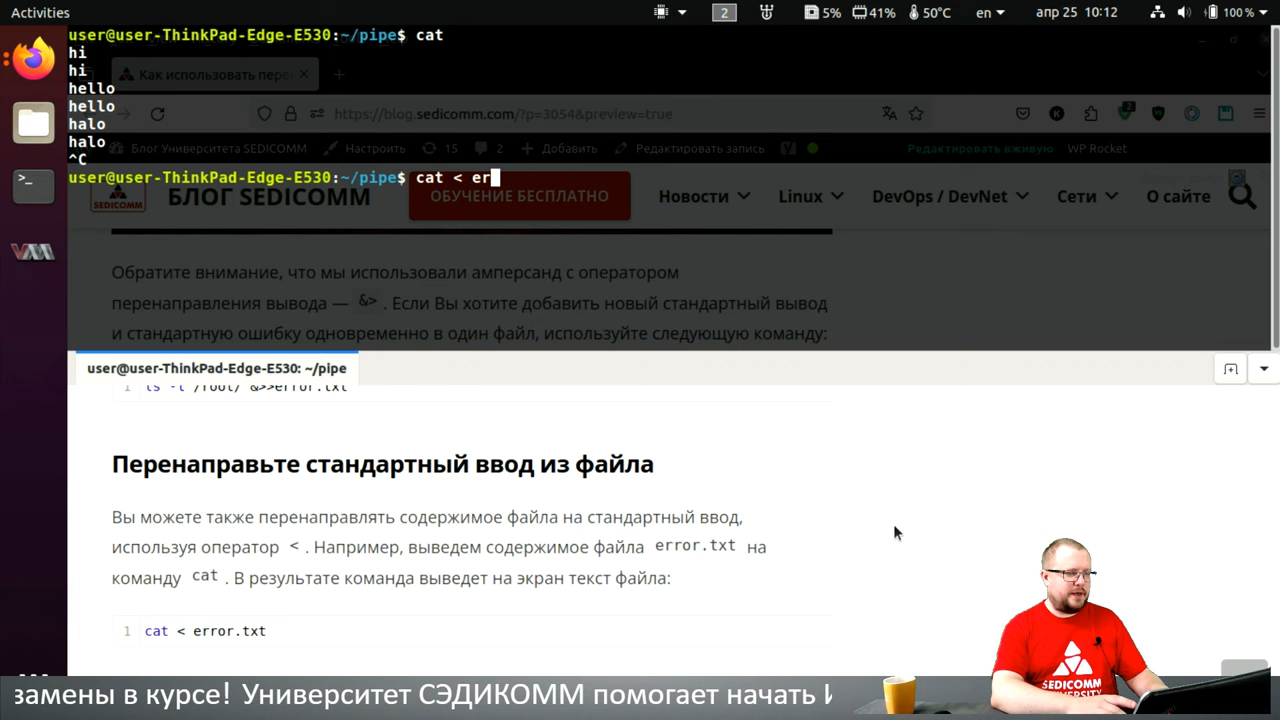 Activities
2
5%
41%
50°C
en
апр 25 10:12
100 %
user@user-ThinkPad-Edge-E530:~/pipe$ cat
hi
hi
hello
hello
halo
halo
^C
user@user-ThinkPad-Edge-E530:~/pipe$ cat < er
Как использовать пере
https://blog.sedicomm.com/?p=3054&preview=true
Блог Университета SEDICOMM
Настроить
15
2
Добавить
Редактировать запись
Редактировать вживую
WP Rocket
БЛОГ SEDICOMM
ОБУЧЕНИЕ БЕСПЛАТНО
Новости
Linux
DevOps / DevNet
Сети
О сайте
Обратите внимание, что мы использовали амперсанд с оператором
перенаправления вывода — &> . Если Вы хотите добавить новый стандартный вывод
и стандартную ошибку одновременно в один файл, используйте следующую команду:
user@user-ThinkPad-Edge-E530: ~/pipe
1 ls -l /root/ &>>error.txt
Перенаправьте стандартный ввод из файла
Вы можете также перенаправлять содержимое файла на стандартный ввод,
используя оператор < . Например, выведем содержимое файла error.txt на
команду cat . В результате команда выведет на экран текст файла:
1 cat < error.txt
SEDICOMM
UNIVERSITY
замены в курсе! Университет СЭДИКОММ помогает начать И